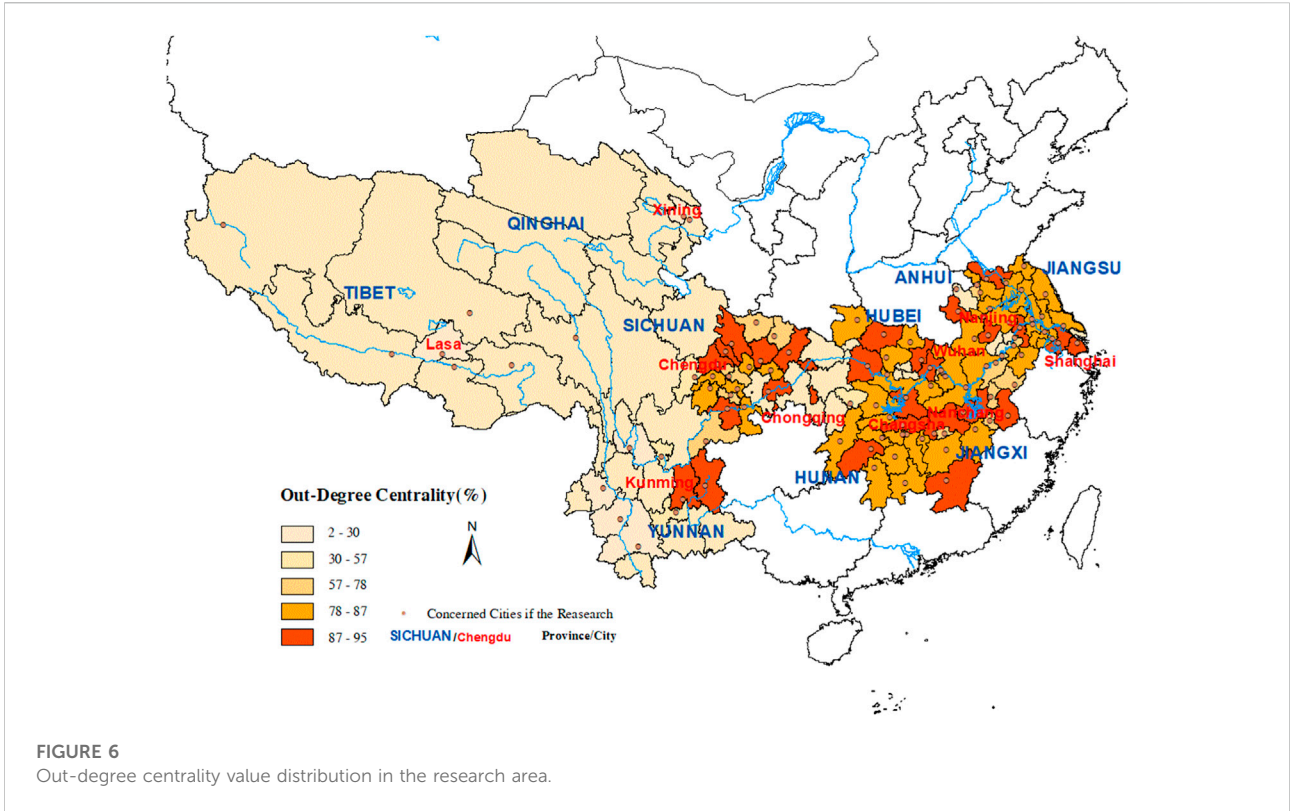 Xining
QINGHAI
ANHUI
JIANGSU
TIBET
SICHUAN
HUBEI
Nanjing
Lasa
Wuhan
Chengdu
Shanghai
Chongqing
Nanchang
Changsha
JIANGXI
HUNAN
Kunming
YUNNAN
Out-Degree Centrality(%)
N
2 - 30
30 - 57
57 - 78
78 - 87
87 - 95
Concerned Cities if the Reasearch
SICHUAN/Chengdu Province/City
FIGURE 6
Out-degree centrality value distribution in the research area.